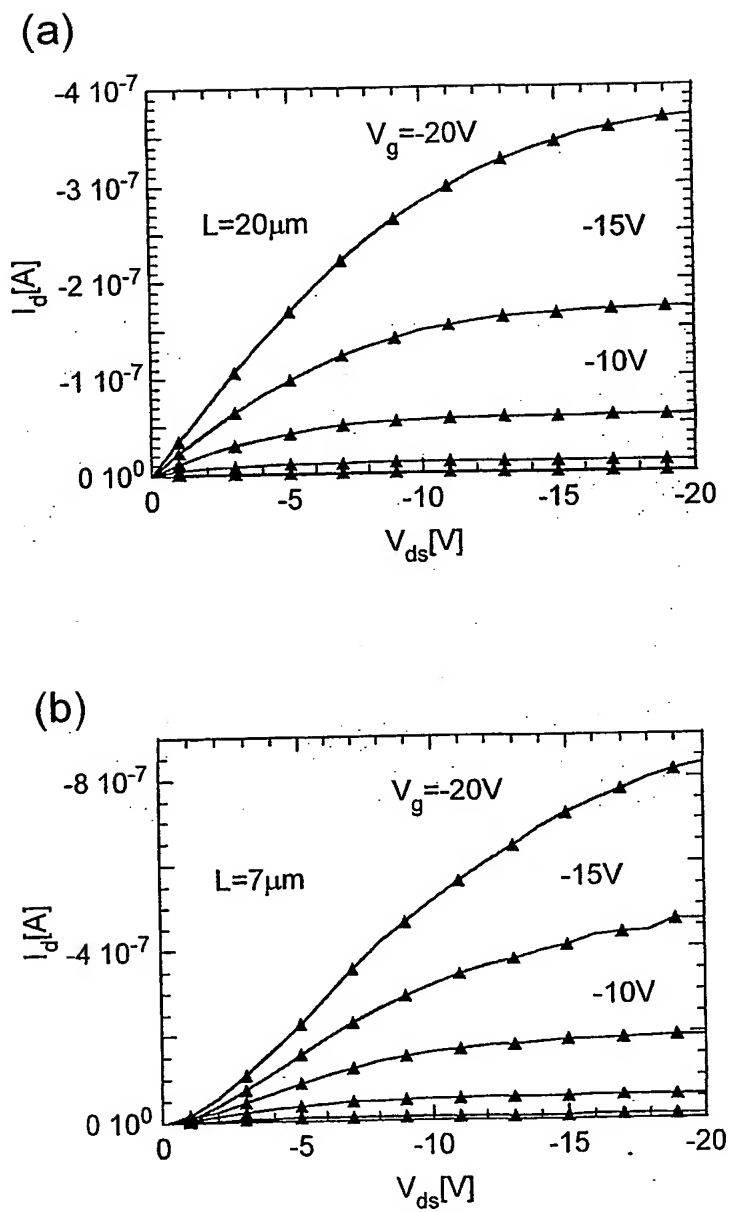 (a)
-4 10⁻⁷
V_g=-20V
-3 10⁻⁷
L=20μm
-15V
-2 10⁻⁷
I_d[A]
-10V
-1 10⁻⁷
0 10⁰
0 -5 -10 -15 -20
V_ds[V]
(b)
-8 10⁻⁷
V_g=-20V
L=7μm
-15V
I_d[A]
-4 10⁻⁷
-10V
0 10⁰
0 -5 -10 -15 -20
V_ds[V]